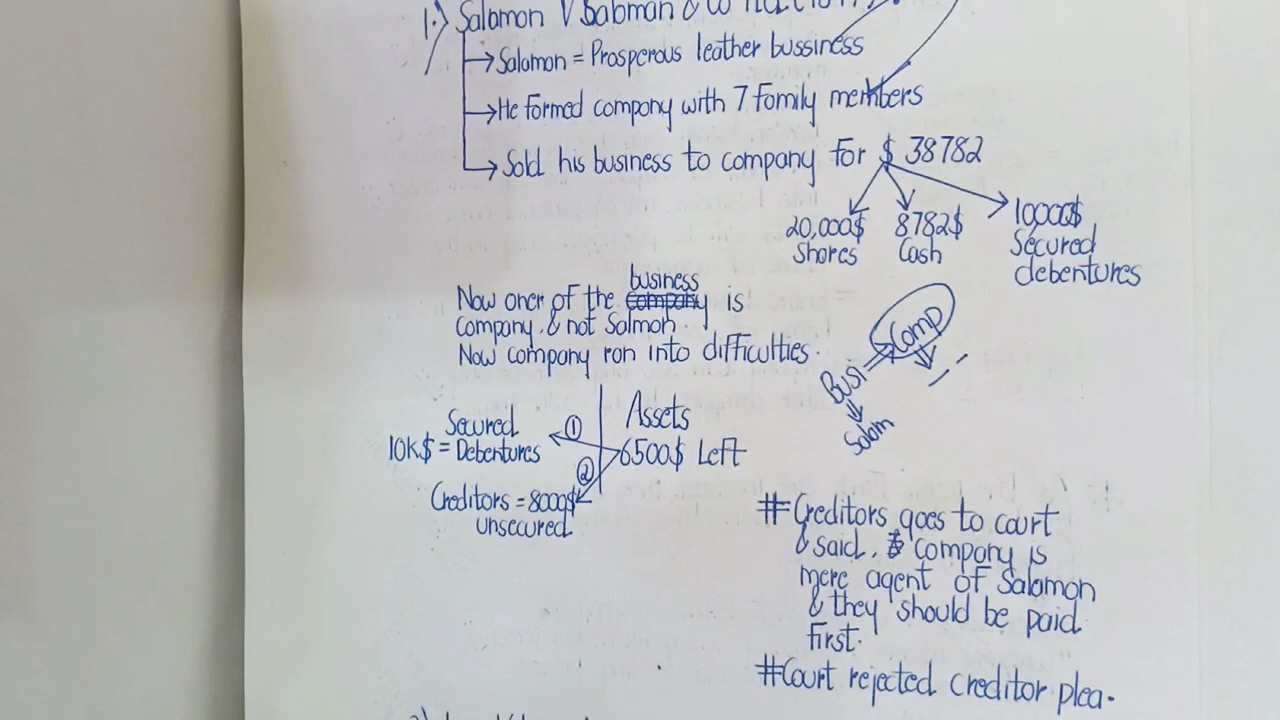 1.) Salomon V Salomon & Co
→ Salomon = Prosperous leather bussiness
→ He formed company with 7 family members
→ Sold his business to company for $ 38782
20,000$ 8782$ 10000$
Shares Cash Secured
debentures
business
Now oner of the company is
Company & not Salmon.
Now company ran into difficulties.
Comp
Busi
Salom
Assets
6500$ Left
Secured ①
10K$ = Debentures
②
Creditors = 8000$
unsecured
# Creditors goes to court
& said, company is
mere agent of Salomon
& they should be paid
first.
# Court rejected creditor plea.